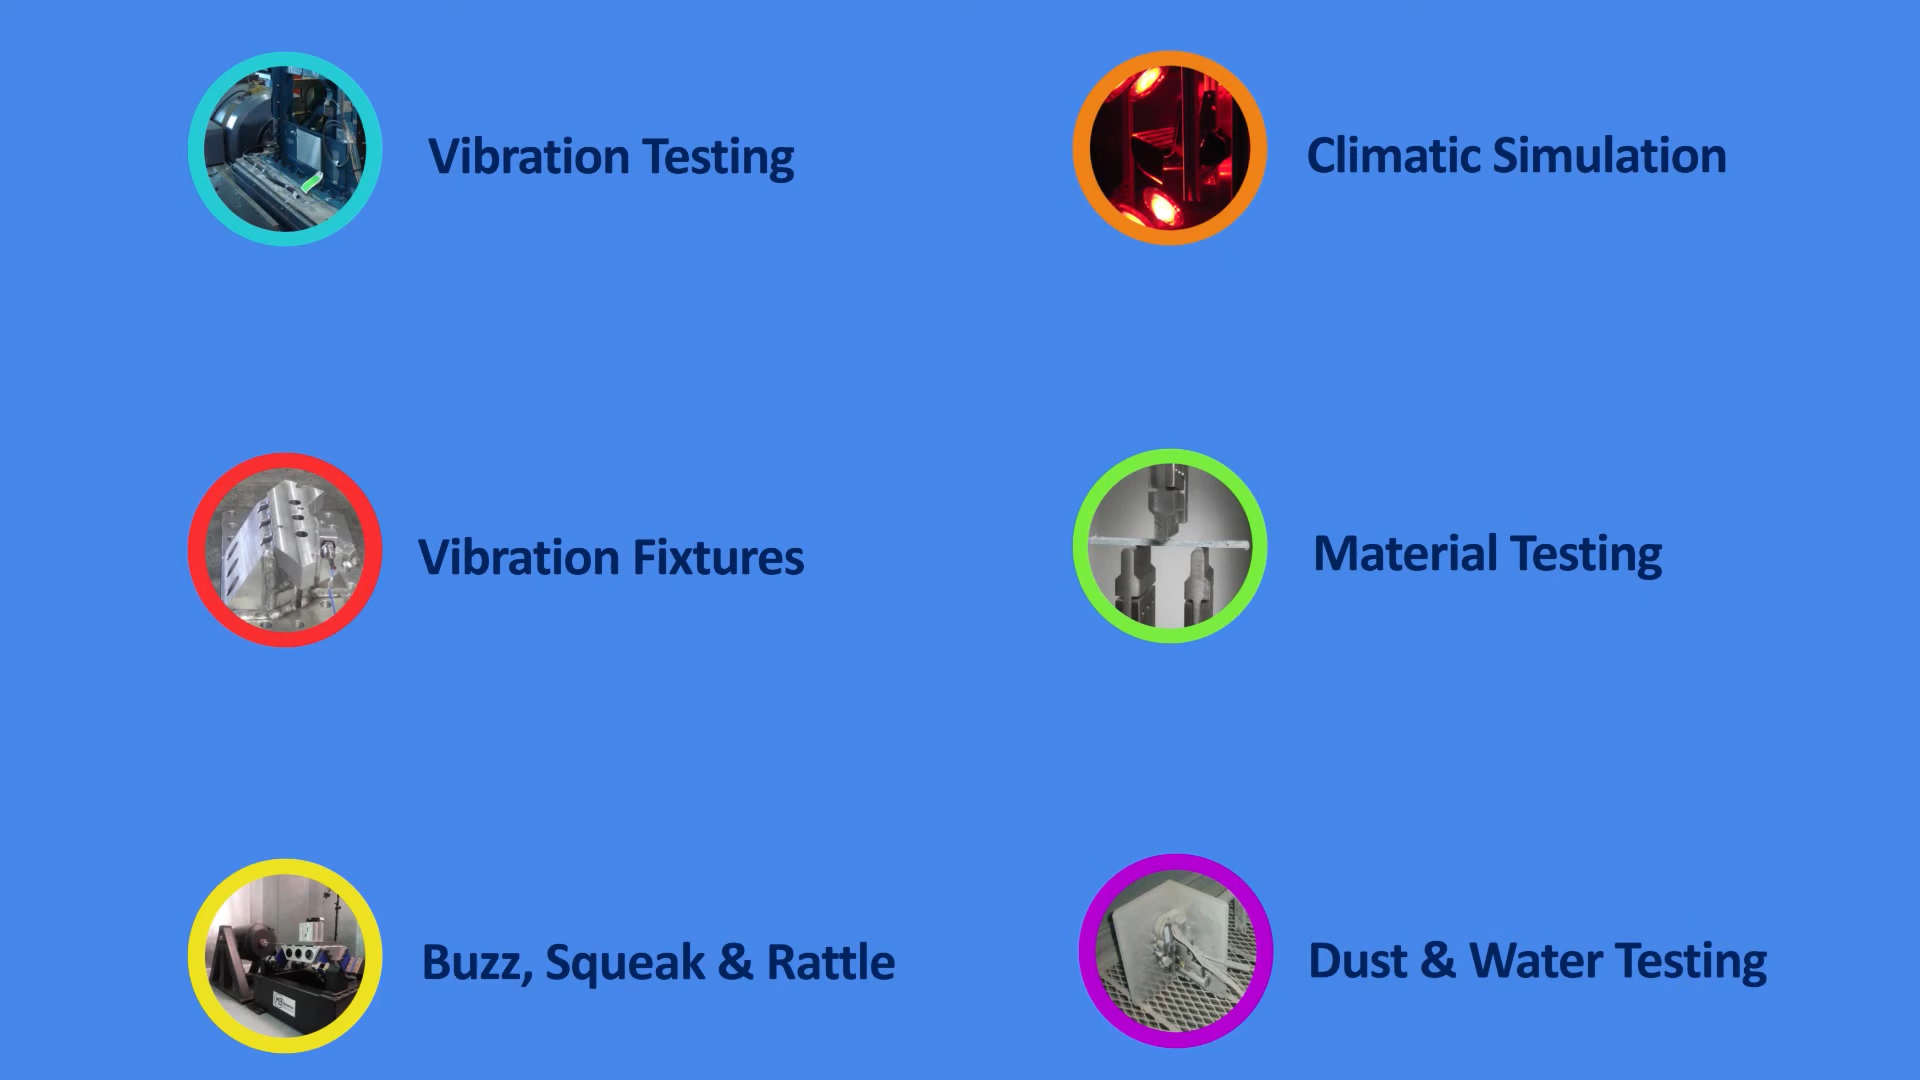 Vibration Testing
Climatic Simulation
Vibration Fixtures
Material Testing
Buzz, Squeak & Rattle
Dust & Water Testing